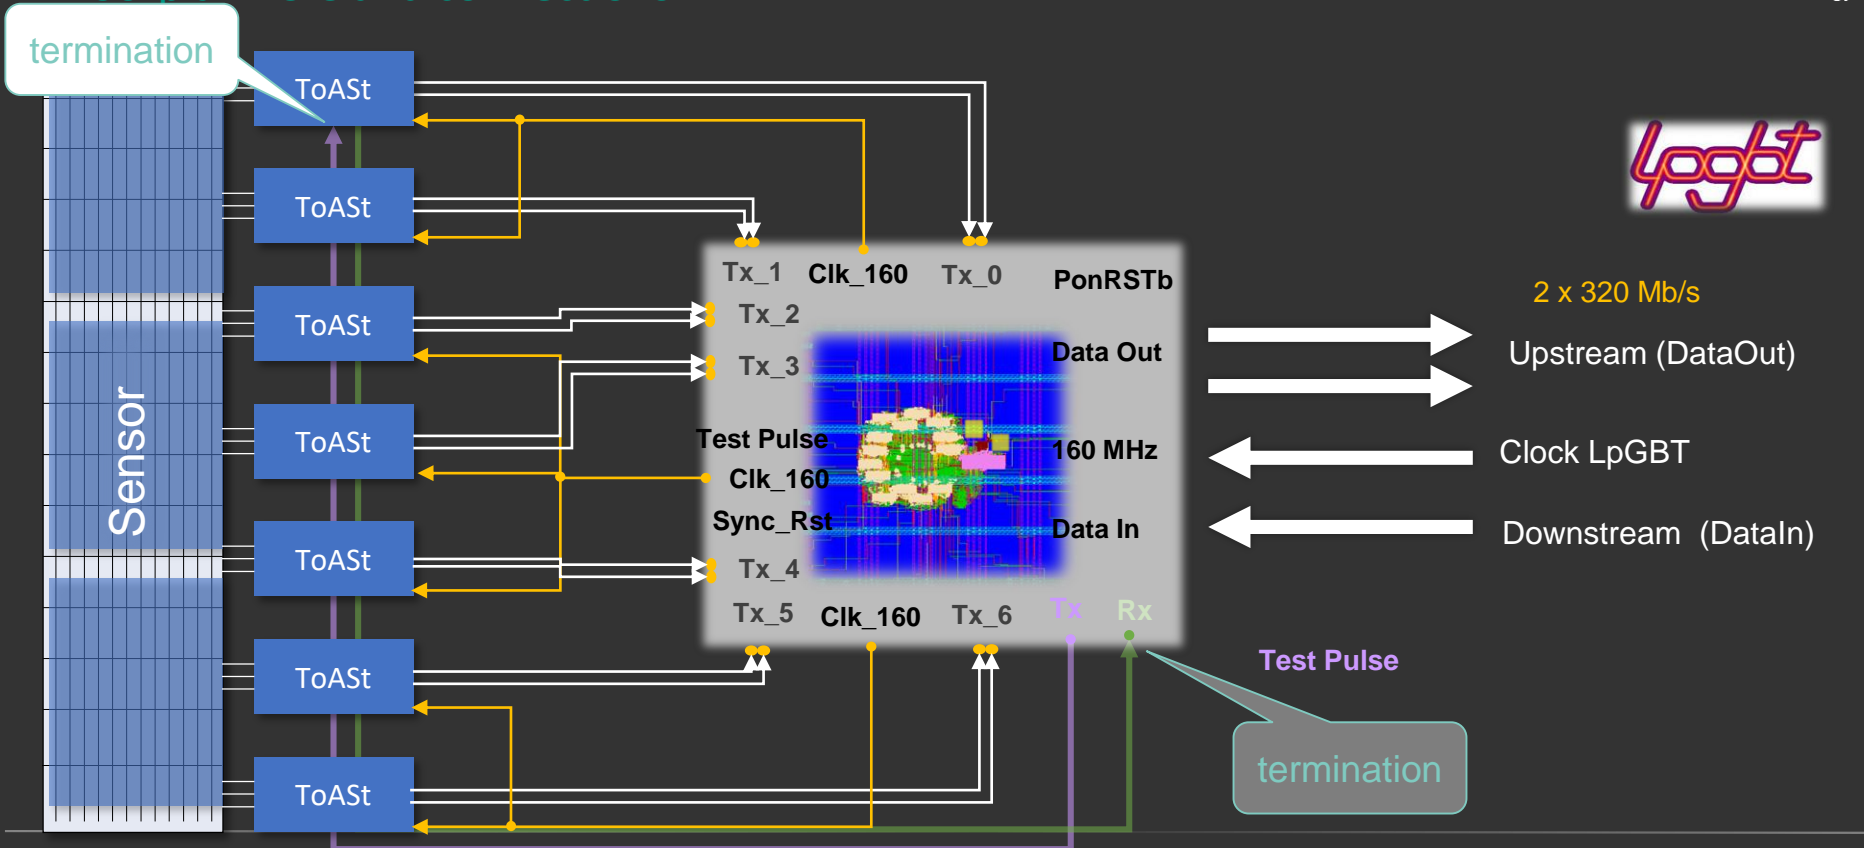 termination
ToASt
ToASt
ToASt
ToASt
ToASt
ToASt
ToASt
Sensor
Tx_1
Clk_160
Tx_0
PonRSTb
Tx_2
Tx_3
Data Out
Test Pulse
Clk_160
160 MHz
Sync_Rst
Data In
Tx_4
Tx_5
Clk_160
Tx_6
Tx
Rx
lpgbt
2 x 320 Mb/s
Upstream (DataOut)
Clock LpGBT
Downstream (DataIn)
Test Pulse
termination